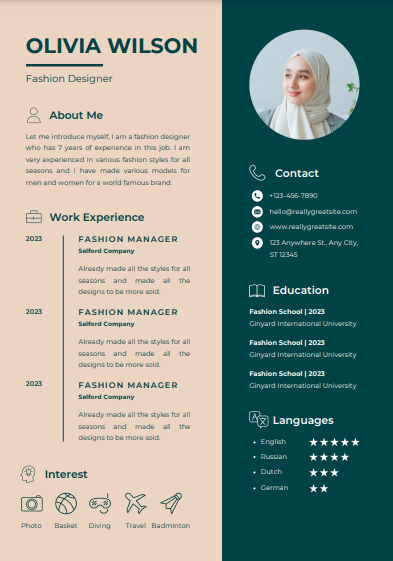 OLIVIA WILSON
Fashion Designer
About Me
Let me introduce myself, I am a fashion designer
who has 7 years of experience in this job. I am
very experienced in various fashion styles for all
seasons and I have made various models for
men and women for a world famous brand.
Work Experience
2023
FASHION MANAGER
Salford Company
Already made all the styles for all
seasons and made all the
designs to be more sold.
2023
FASHION MANAGER
Salford Company
Already made all the styles for all
seasons and made all the
designs to be more sold.
2023
FASHION MANAGER
Salford Company
Already made all the styles for all
seasons and made all the
designs to be more sold.
Interest
Photo Basket Diving Travel Badminton
Contact
+123-456-7890
hello@reallygreatsite.com
www.reallygreatsite.com
123 Anywhere St., Any City,
ST 12345
Education
Fashion School | 2023
Ginyard International University
Fashion School | 2023
Ginyard International University
Fashion School | 2023
Ginyard International University
Languages
• English ★★★★★
• Russian ★★★★
• Dutch ★★★
• German ★★